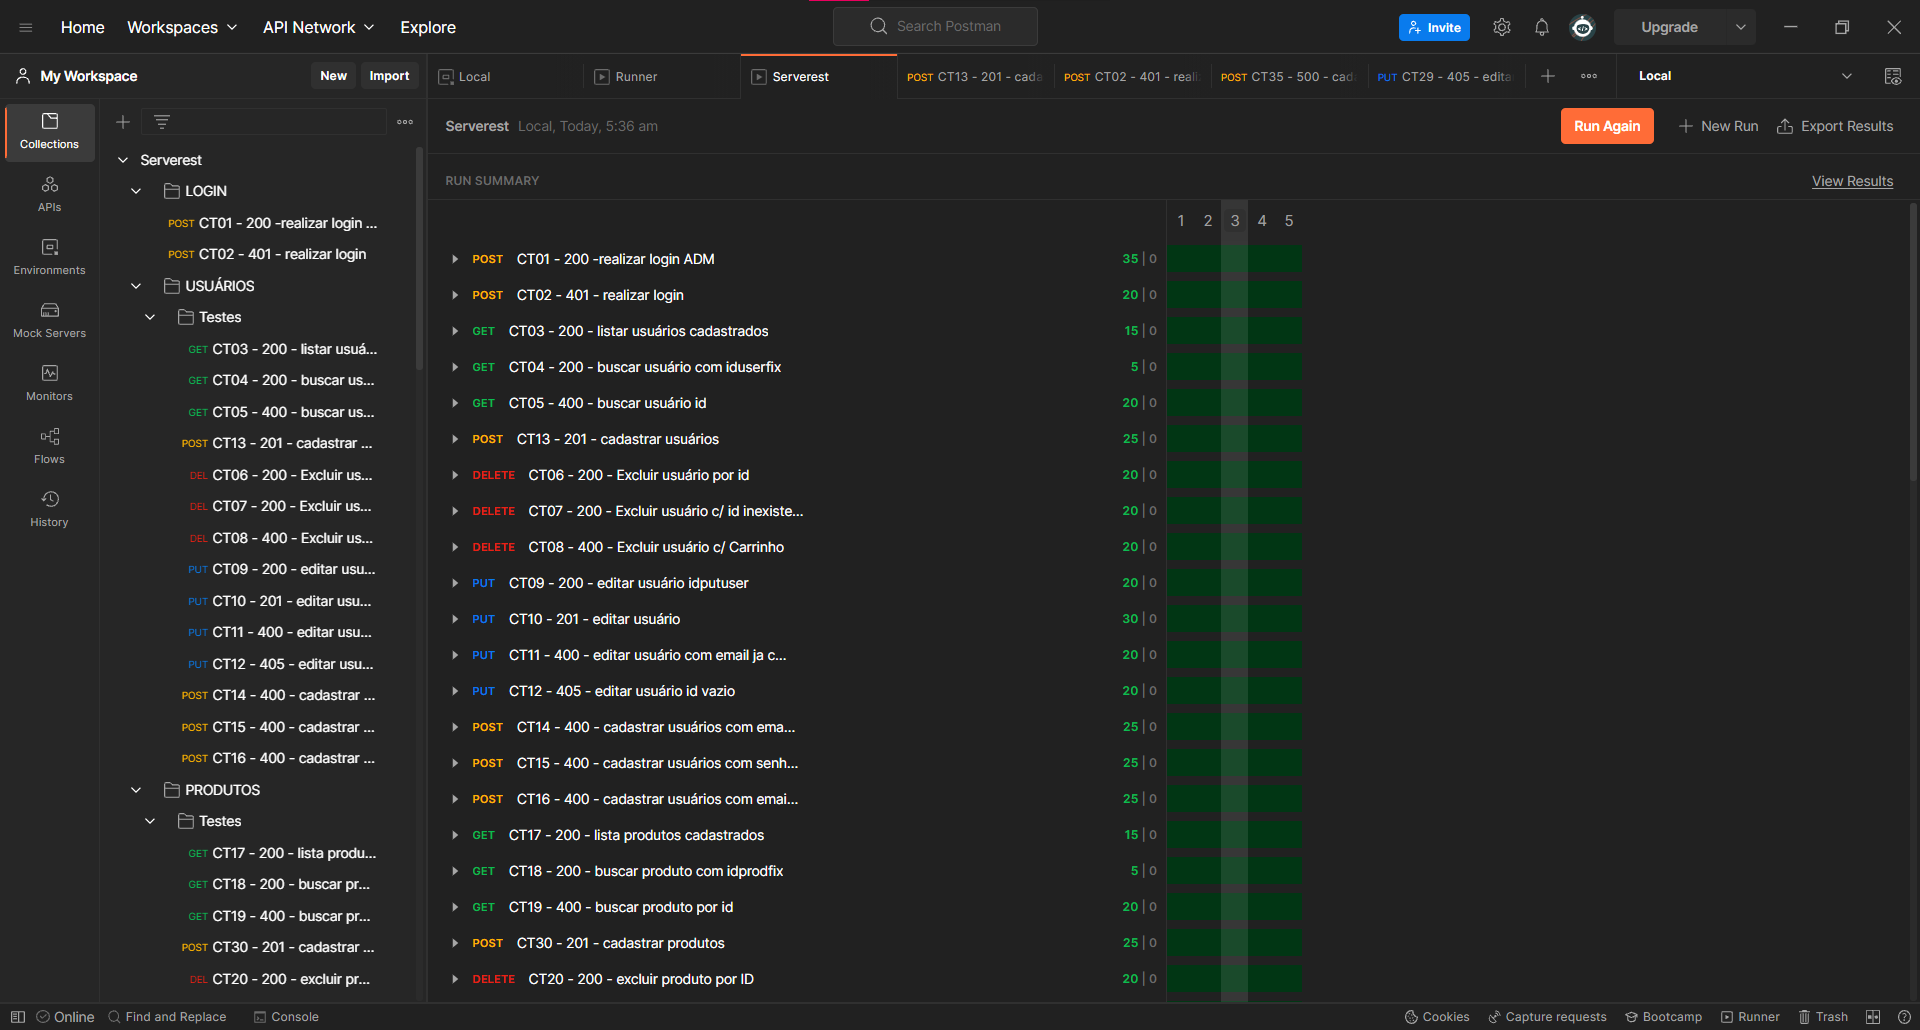 Home Workspaces API Network Explore Search Postman Invite Upgrade
My Workspace New Import Local Runner Serverest POST CT13 - 201 - cada POST CT02 - 401 - reali POST CT35 - 500 - cad PUT CT29 - 405 - edita Local
Serverest Local, Today, 5:36 am Run Again New Run Export Results
RUN SUMMARY View Results
1 2 3 4 5
Collections
APIs
Environments
Mock Servers
Monitors
Flows
History
Serverest
LOGIN
POST CT01 - 200 -realizar login ...
POST CT02 - 401 - realizar login
USUÁRIOS
Testes
GET CT03 - 200 - listar usuá...
GET CT04 - 200 - buscar us...
GET CT05 - 400 - buscar us...
POST CT13 - 201 - cadastrar ...
DEL CT06 - 200 - Excluir us...
DEL CT07 - 200 - Excluir us...
DEL CT08 - 400 - Excluir us...
PUT CT09 - 200 - editar usu...
PUT CT10 - 201 - editar usu...
PUT CT11 - 400 - editar usu...
PUT CT12 - 405 - editar usu...
POST CT14 - 400 - cadastrar ...
POST CT15 - 400 - cadastrar ...
POST CT16 - 400 - cadastrar ...
PRODUTOS
Testes
GET CT17 - 200 - lista produ...
GET CT18 - 200 - buscar pr...
GET CT19 - 400 - buscar pr...
POST CT30 - 201 - cadastrar ...
DEL CT20 - 200 - excluir pr...
POST CT01 - 200 -realizar login ADM 35 | 0
POST CT02 - 401 - realizar login 20 | 0
GET CT03 - 200 - listar usuários cadastrados 15 | 0
GET CT04 - 200 - buscar usuário com iduserfix 5 | 0
GET CT05 - 400 - buscar usuário id 20 | 0
POST CT13 - 201 - cadastrar usuários 25 | 0
DELETE CT06 - 200 - Excluir usuário por id 20 | 0
DELETE CT07 - 200 - Excluir usuário c/ id inexiste... 20 | 0
DELETE CT08 - 400 - Excluir usuário c/ Carrinho 20 | 0
PUT CT09 - 200 - editar usuário idputuser 20 | 0
PUT CT10 - 201 - editar usuário 30 | 0
PUT CT11 - 400 - editar usuário com email ja c... 20 | 0
PUT CT12 - 405 - editar usuário id vazio 20 | 0
POST CT14 - 400 - cadastrar usuários com ema... 25 | 0
POST CT15 - 400 - cadastrar usuários com senh... 25 | 0
POST CT16 - 400 - cadastrar usuários com emai... 25 | 0
GET CT17 - 200 - lista produtos cadastrados 15 | 0
GET CT18 - 200 - buscar produto com idprodfix 5 | 0
GET CT19 - 400 - buscar produto por id 20 | 0
POST CT30 - 201 - cadastrar produtos 25 | 0
DELETE CT20 - 200 - excluir produto por ID 20 | 0
Online Find and Replace Console Cookies Capture requests Bootcamp Runner Trash